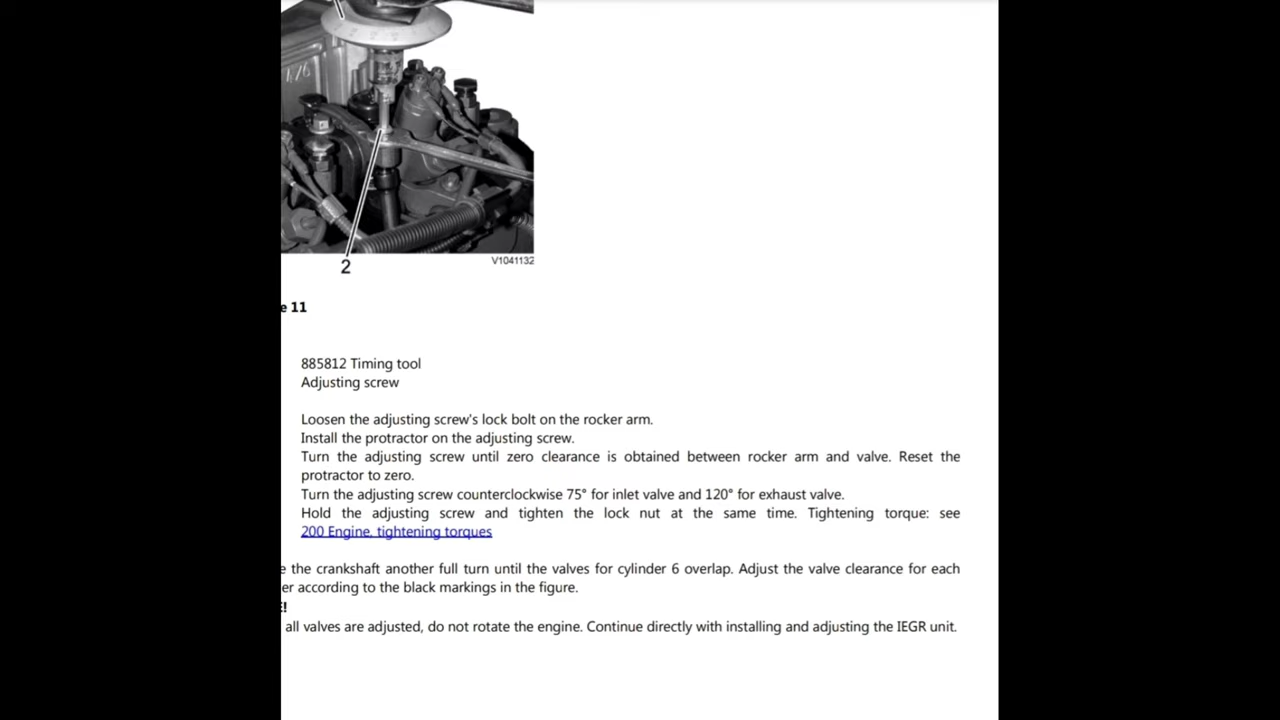 2
V1041132
e 11
885812 Timing tool
Adjusting screw
Loosen the adjusting screw's lock bolt on the rocker arm.
Install the protractor on the adjusting screw.
Turn the adjusting screw until zero clearance is obtained between rocker arm and valve. Reset the
protractor to zero.
Turn the adjusting screw counterclockwise 75° for inlet valve and 120° for exhaust valve.
Hold the adjusting screw and tighten the lock nut at the same time. Tightening torque: see
200 Engine, tightening torques
e the crankshaft another full turn until the valves for cylinder 6 overlap. Adjust the valve clearance for each
er according to the black markings in the figure.
!
all valves are adjusted, do not rotate the engine. Continue directly with installing and adjusting the IEGR unit.